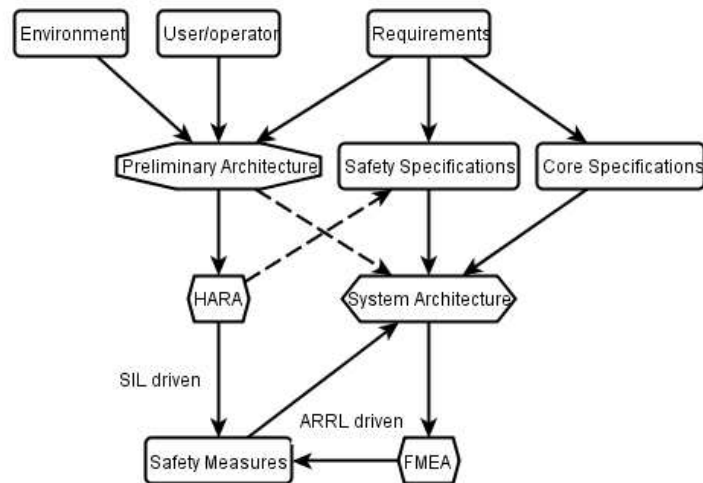 Environment
User/operator
Requirements
Preliminary Architecture
Safety Specifications
Core Specifications
HARA
System Architecture
SIL driven
ARRL driven
Safety Measures
FMEA